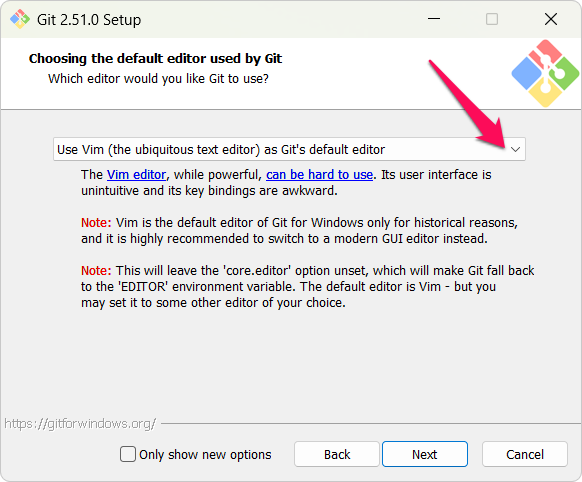 Git 2.51.0 Setup
Choosing the default editor used by Git
Which editor would you like Git to use?
Use Vim (the ubiquitous text editor) as Git's default editor
The Vim editor, while powerful, can be hard to use. Its user interface is
unintuitive and its key bindings are awkward.
Note: Vim is the default editor of Git for Windows only for historical reasons,
and it is highly recommended to switch to a modern GUI editor instead.
Note: This will leave the 'core.editor' option unset, which will make Git fall back
to the 'EDITOR' environment variable. The default editor is Vim - but you
may set it to some other editor of your choice.
https://gitforwindows.org/
Only show new options
Back
Next
Cancel